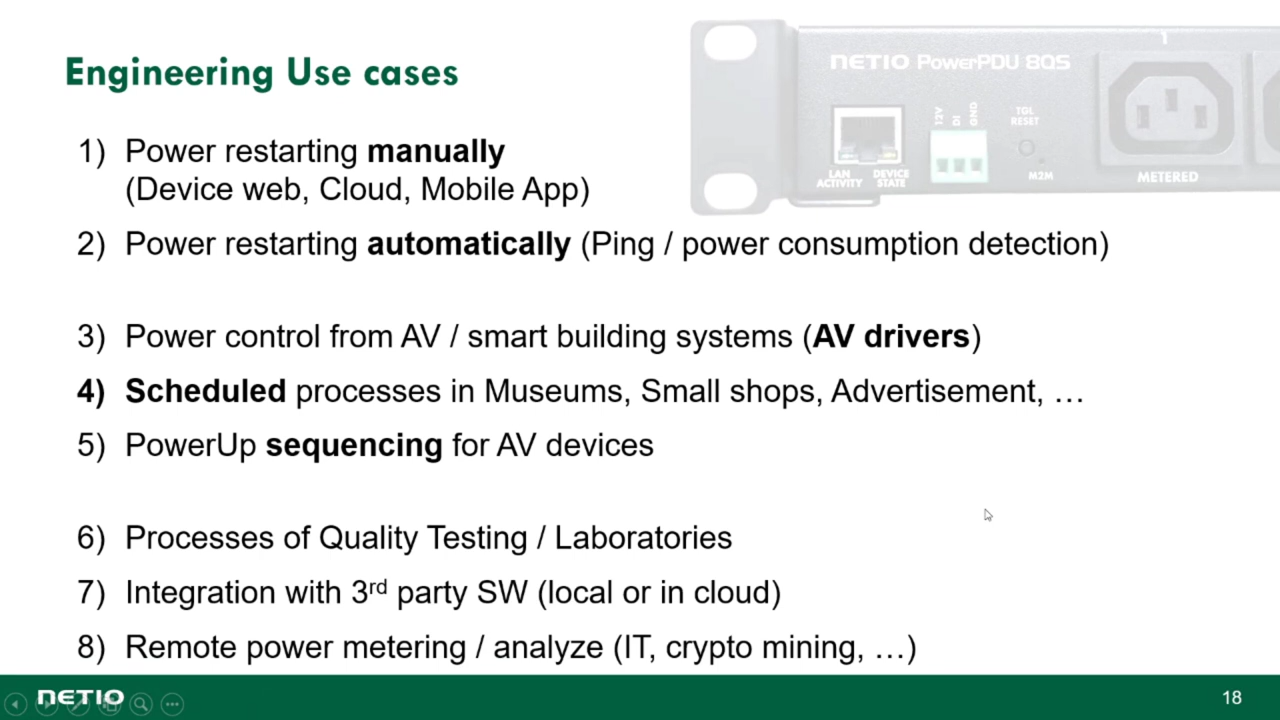 Engineering Use cases
NETIO PowerPDU 8QS
1
12V
DI
GND
TGL
RESET
LAN
ACTIVITY
DEVICE
STATE
M2M
METERED
1) Power restarting manually
(Device web, Cloud, Mobile App)
2) Power restarting automatically (Ping / power consumption detection)
3) Power control from AV / smart building systems (AV drivers)
4) Scheduled processes in Museums, Small shops, Advertisement, …
5) PowerUp sequencing for AV devices
6) Processes of Quality Testing / Laboratories
7) Integration with 3rd party SW (local or in cloud)
8) Remote power metering / analyze (IT, crypto mining, …)
NETIO
18